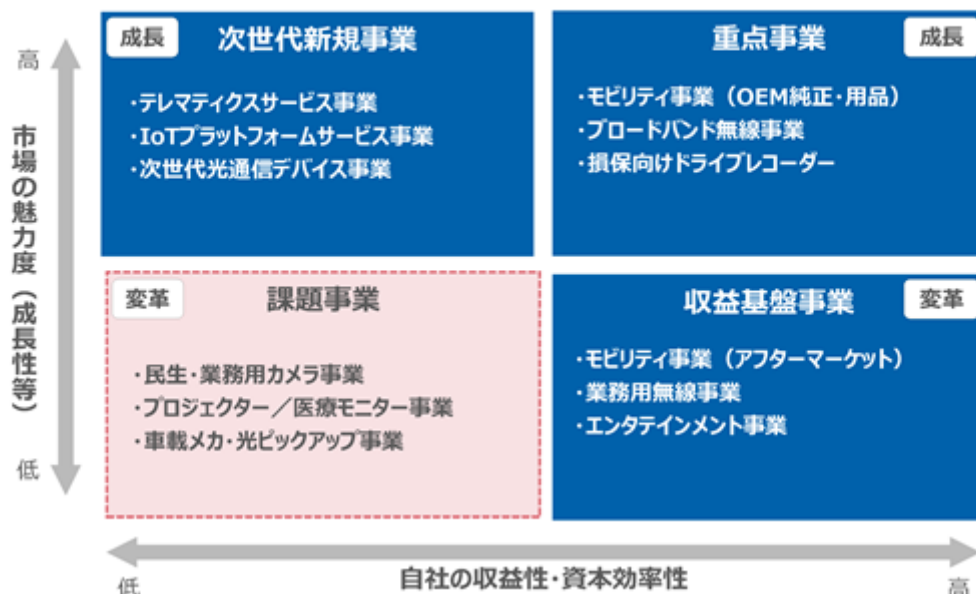 高
市場の魅力度（成長性等）
低
成長
次世代新規事業
・テレマティクスサービス事業
・IoTプラットフォームサービス事業
・次世代光通信デバイス事業
重点事業
成長
・モビリティ事業（OEM純正・用品）
・ブロードバンド無線事業
・損保向けドライブレコーダー
変革
課題事業
・民生・業務用カメラ事業
・プロジェクター／医療モニター事業
・車載メカ・光ピックアップ事業
収益基盤事業
変革
・モビリティ事業（アフターマーケット）
・業務用無線事業
・エンタテインメント事業
低
自社の収益性・資本効率性
高